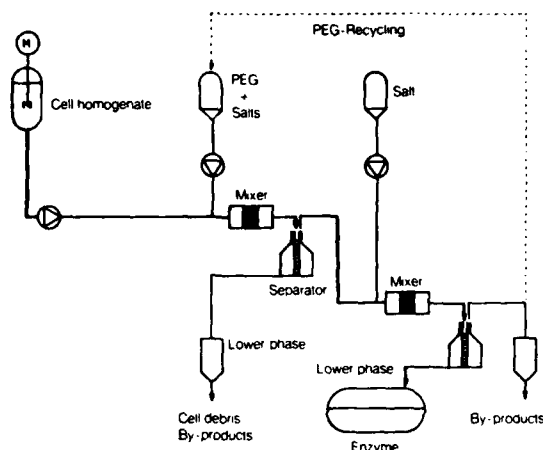 PEG-Recycling
M
Cell homogenate
PEG
+
Salts
Salt
Mixer
Separator
Mixer
Lower phase
Lower phase
Cell debris
By-products
Enzyme
By-products